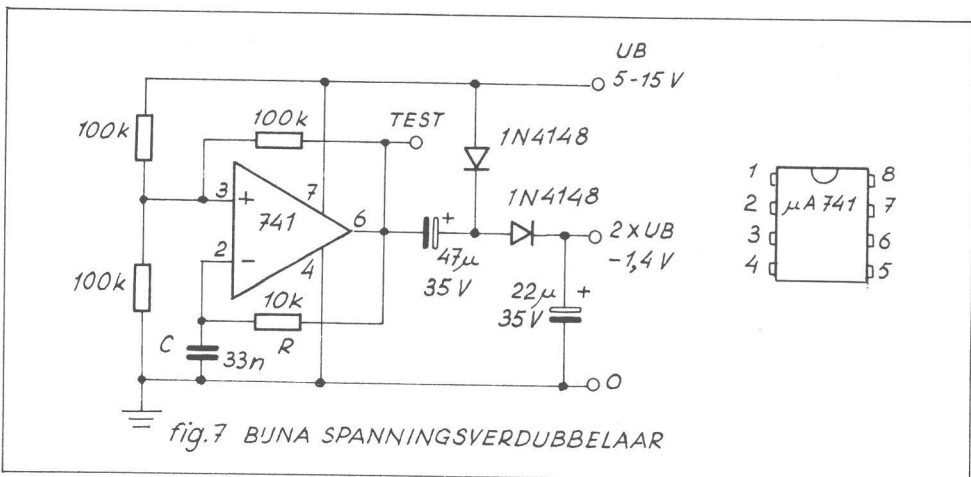 UB
5-15 V
100k
100k
TEST
1N4148
1N4148
3
+
7
741
6
2
-
4
+
47µ
35 V
2 x UB
-1,4 V
100k
10k
R
C
33n
22µ
+
35 V
0
1
2
3
4
µA741
8
7
6
5
fig.7 BIJNA SPANNINGSVERDUBBELAAR